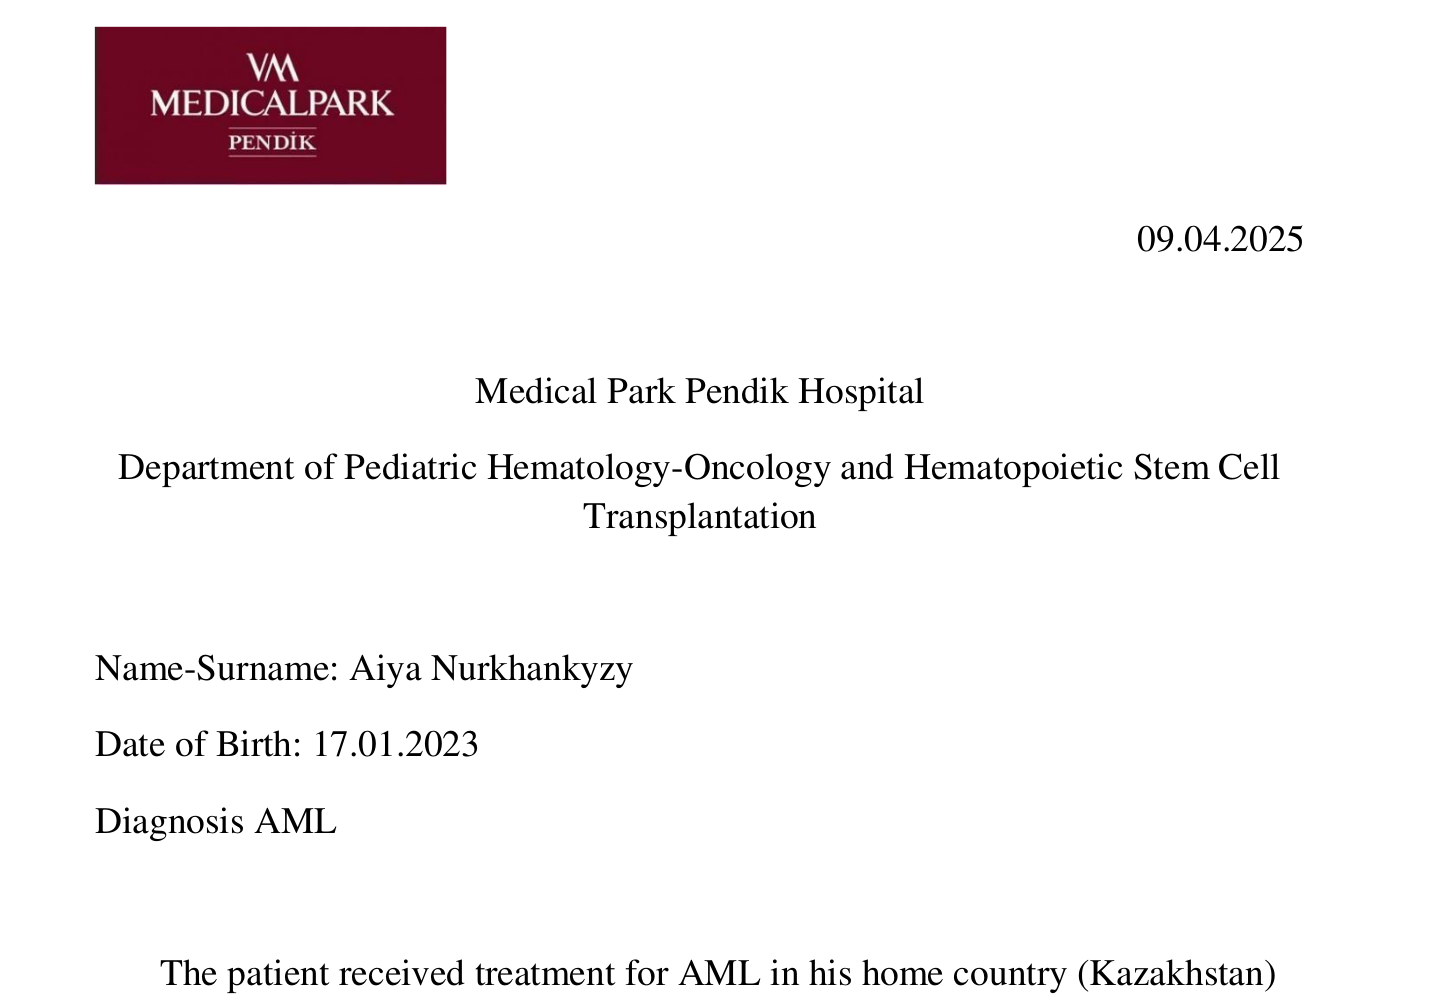 VM
MEDICALPARK
PENDİK
09.04.2025
Medical Park Pendik Hospital
Department of Pediatric Hematology-Oncology and Hematopoietic Stem Cell
Transplantation
Name-Surname: Aiya Nurkhankyzy
Date of Birth: 17.01.2023
Diagnosis AML
The patient received treatment for AML in his home country (Kazakhstan)